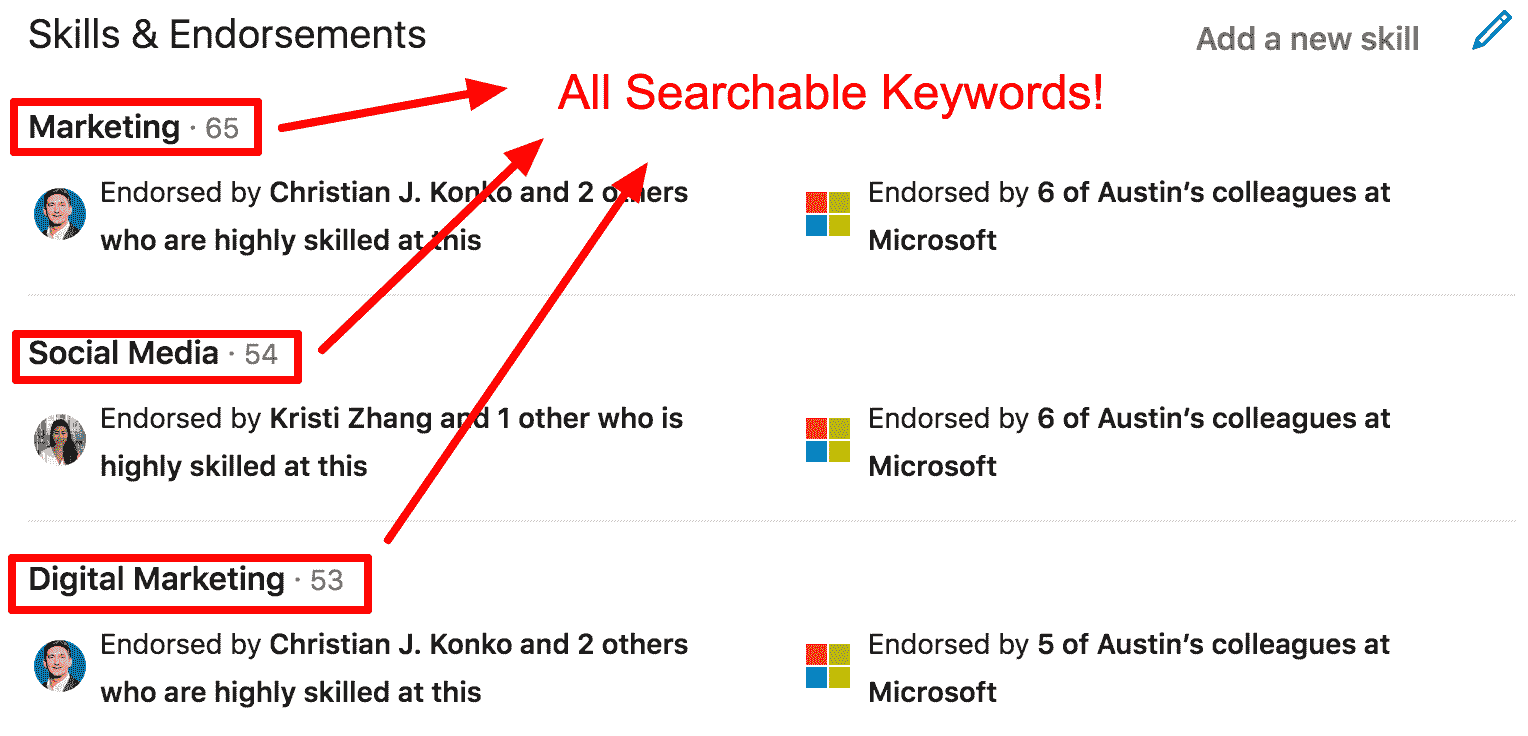 Skills & Endorsements
Add a new skill
All Searchable Keywords!
Marketing · 65
Endorsed by Christian J. Konko and 2 others
who are highly skilled at this
Endorsed by 6 of Austin’s colleagues at
Microsoft
Social Media · 54
Endorsed by Kristi Zhang and 1 other who is
highly skilled at this
Endorsed by 6 of Austin’s colleagues at
Microsoft
Digital Marketing · 53
Endorsed by Christian J. Konko and 2 others
who are highly skilled at this
Endorsed by 5 of Austin’s colleagues at
Microsoft